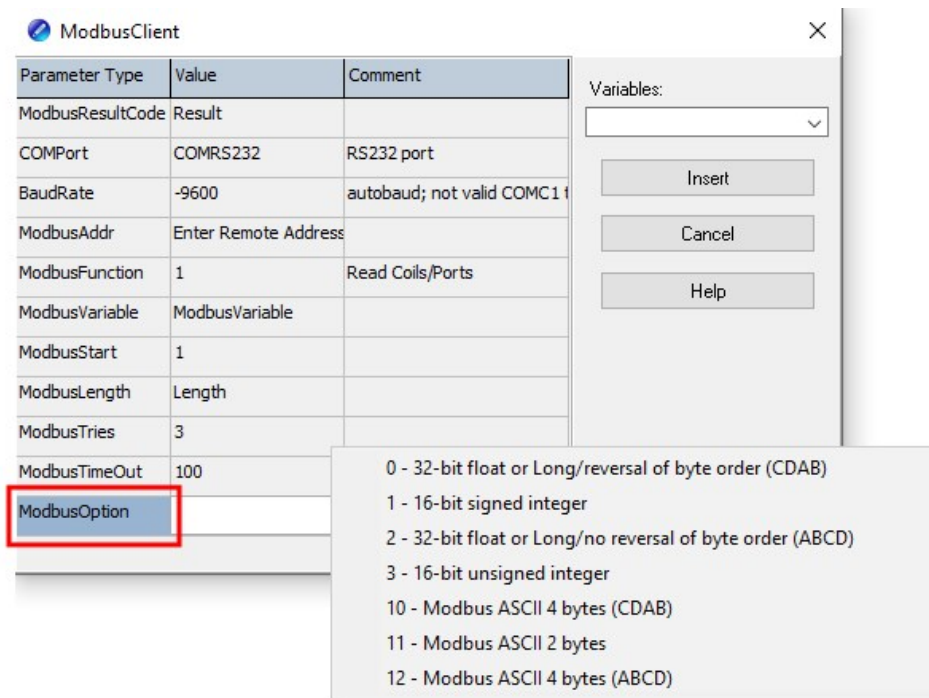 ModbusClient
Parameter Type Value Comment
ModbusResultCode Result
COMPort COMRS232 RS232 port
BaudRate -9600 autobaud; not valid COMC1 t
ModbusAddr Enter Remote Address
ModbusFunction 1 Read Coils/Ports
ModbusVariable ModbusVariable
ModbusStart 1
ModbusLength Length
ModbusTries 3
ModbusTimeOut 100
ModbusOption
Variables:
Insert
Cancel
Help
0 - 32-bit float or Long/reversal of byte order (CDAB)
1 - 16-bit signed integer
2 - 32-bit float or Long/no reversal of byte order (ABCD)
3 - 16-bit unsigned integer
10 - Modbus ASCII 4 bytes (CDAB)
11 - Modbus ASCII 2 bytes
12 - Modbus ASCII 4 bytes (ABCD)